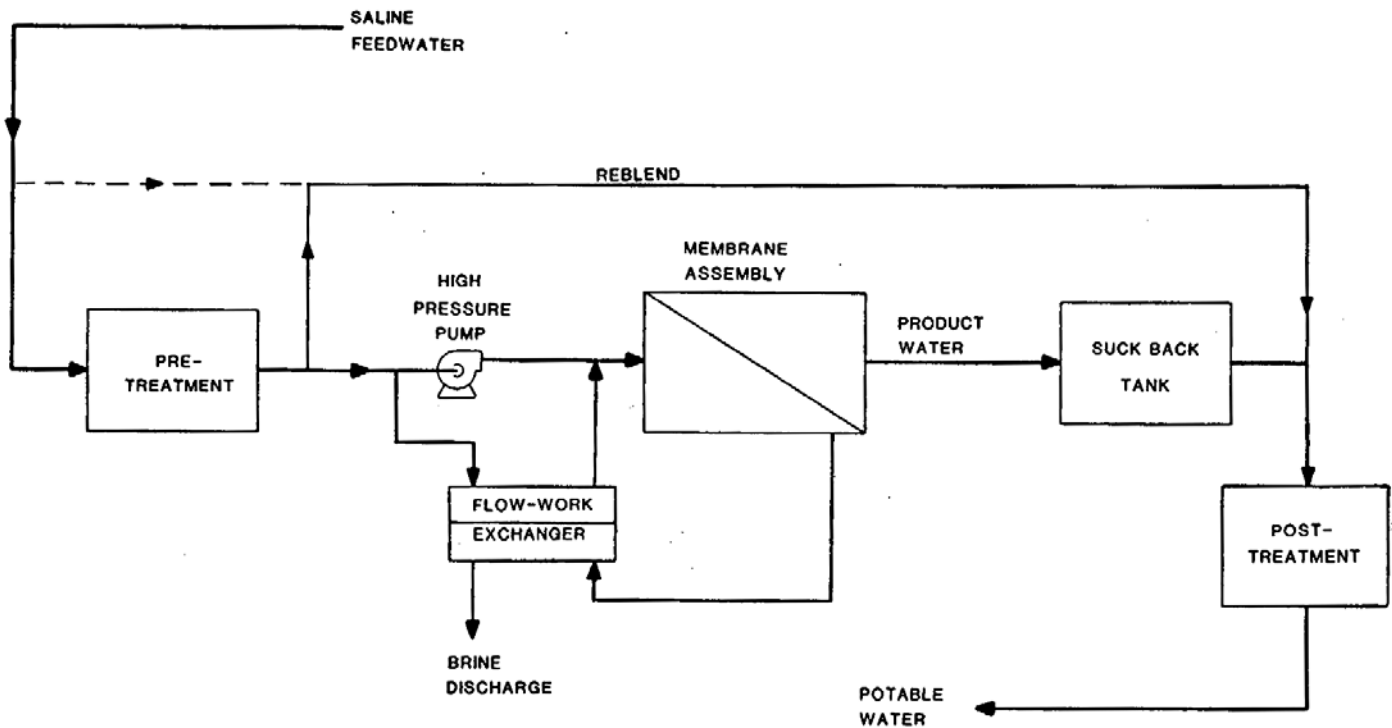 SALINE
FEEDWATER
REBLEND
MEMBRANE
ASSEMBLY
HIGH
PRESSURE
PUMP
PRODUCT
WATER
PRE-
TREATMENT
SUCK BACK
TANK
FLOW-WORK
EXCHANGER
POST-
TREATMENT
BRINE
DISCHARGE
POTABLE
WATER